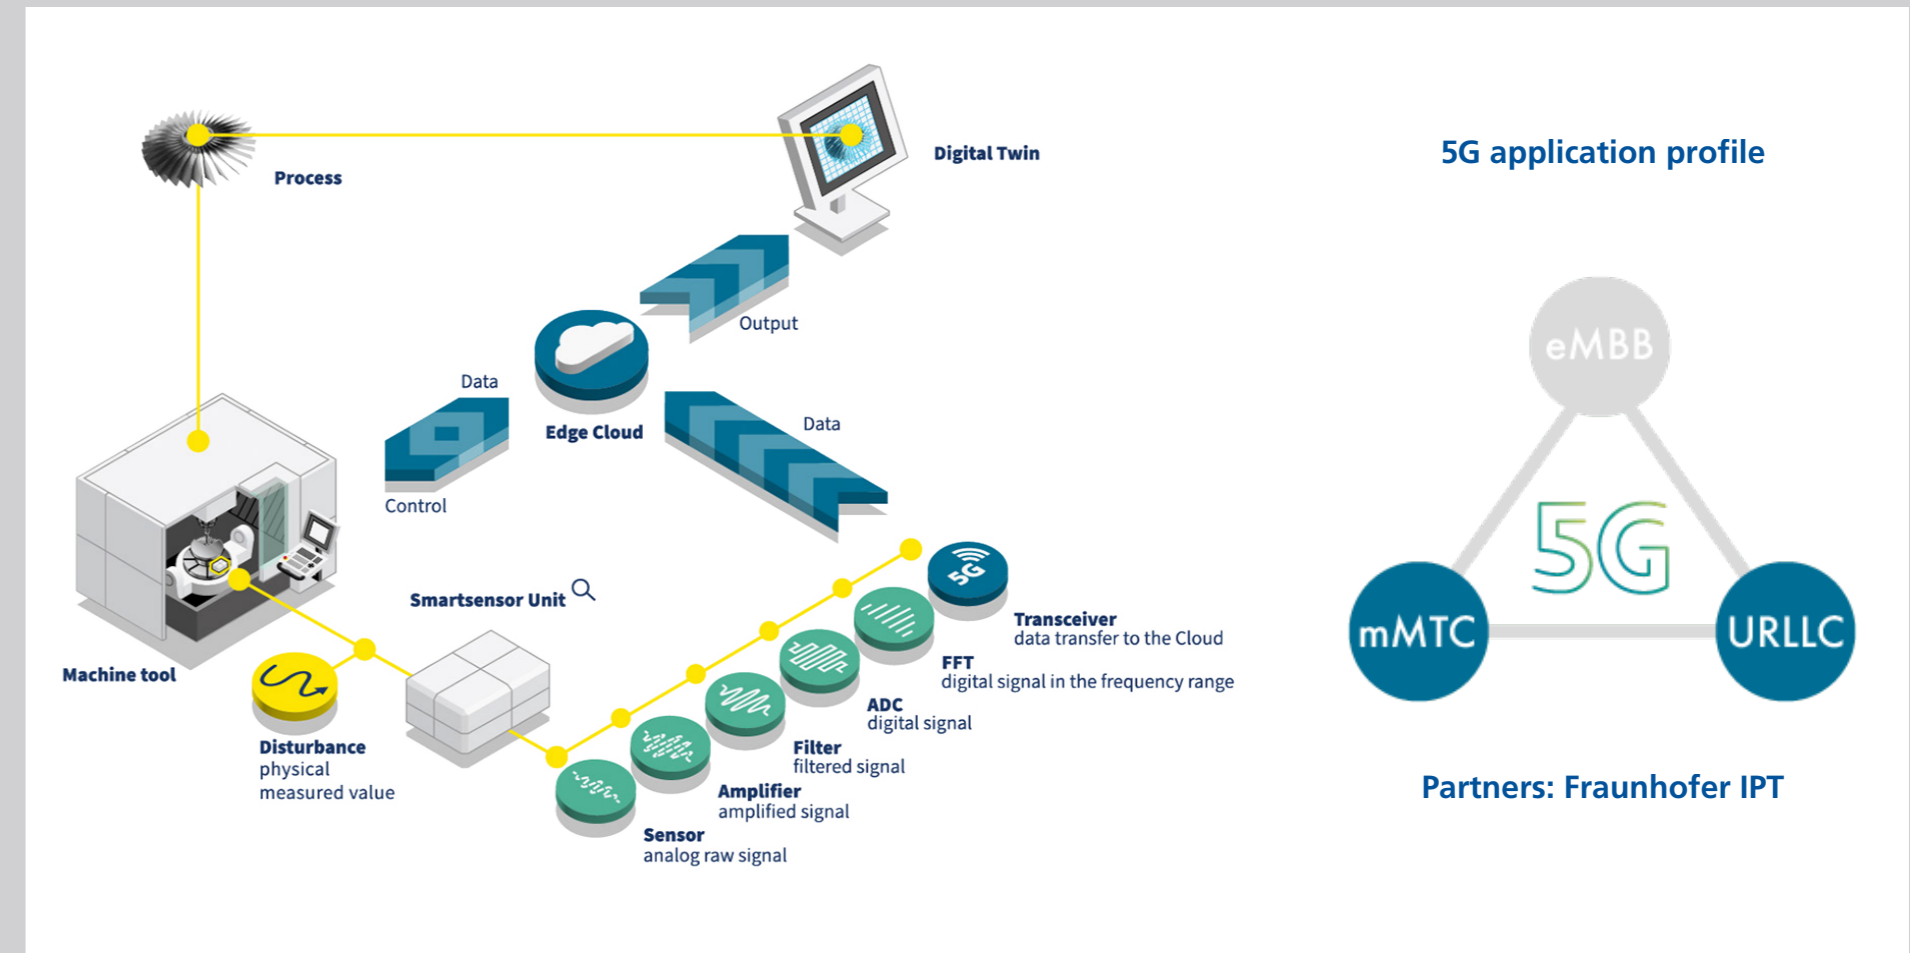 Process
Digital Twin
Output
Data
Edge Cloud
Data
Control
Machine tool
Smartsensor Unit
Disturbance
physical
measured value
5G
Transceiver
data transfer to the Cloud
FFT
digital signal in the frequency range
ADC
digital signal
Filter
filtered signal
Amplifier
amplified signal
Sensor
analog raw signal
5G application profile
eMBB
5G
mMTC
URLLC
Partners: Fraunhofer IPT